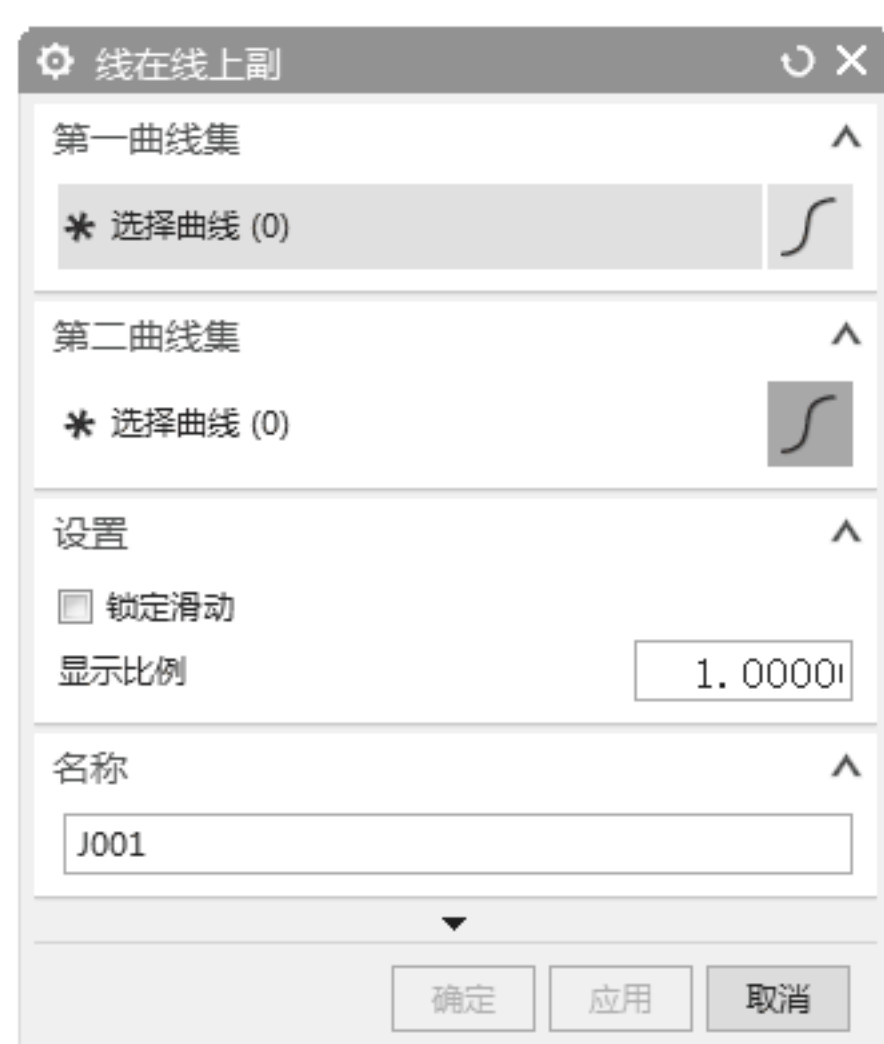 线在线上副
第一曲线集
* 选择曲线 (0)
第二曲线集
* 选择曲线 (0)
设置
锁定滑动
显示比例 1.0000
名称
J001
确定 应用 取消